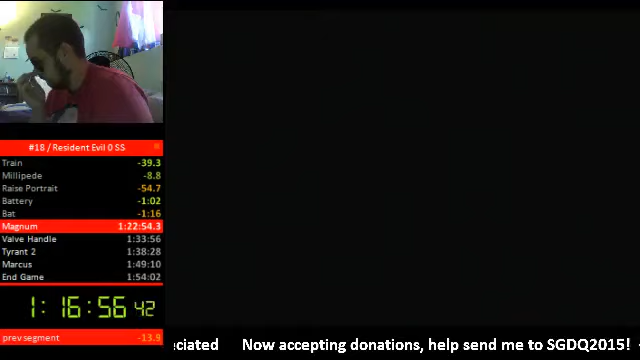 #18 / Resident Evil 0 SS
Train -39.3
Millipede -8.8
Raise Portrait -54.7
Battery -1:02
Bat -1:16
Magnum 1:22:54.3
Valve Handle 1:33:56
Tyrant 2 1:38:28
Marcus 1:49:10
End Game 1:54:02
1:16:56 42
prev segment -13.9
ciated Now accepting donations, help send me to SGDQ2015!